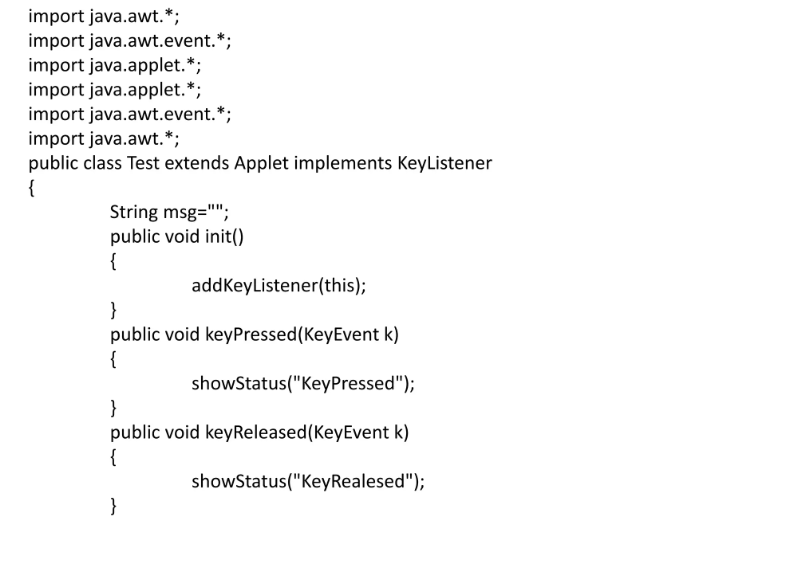 import java.awt.*;
import java.awt.event.*;
import java.applet.*;
import java.applet.*;
import java.awt.event.*;
import java.awt.*;
public class Test extends Applet implements KeyListener
{
String msg="";
public void init()
{
addKeyListener(this);
}
public void keyPressed(KeyEvent k)
{
showStatus("KeyPressed");
}
public void keyReleased(KeyEvent k)
{
showStatus("KeyRealesed");
}